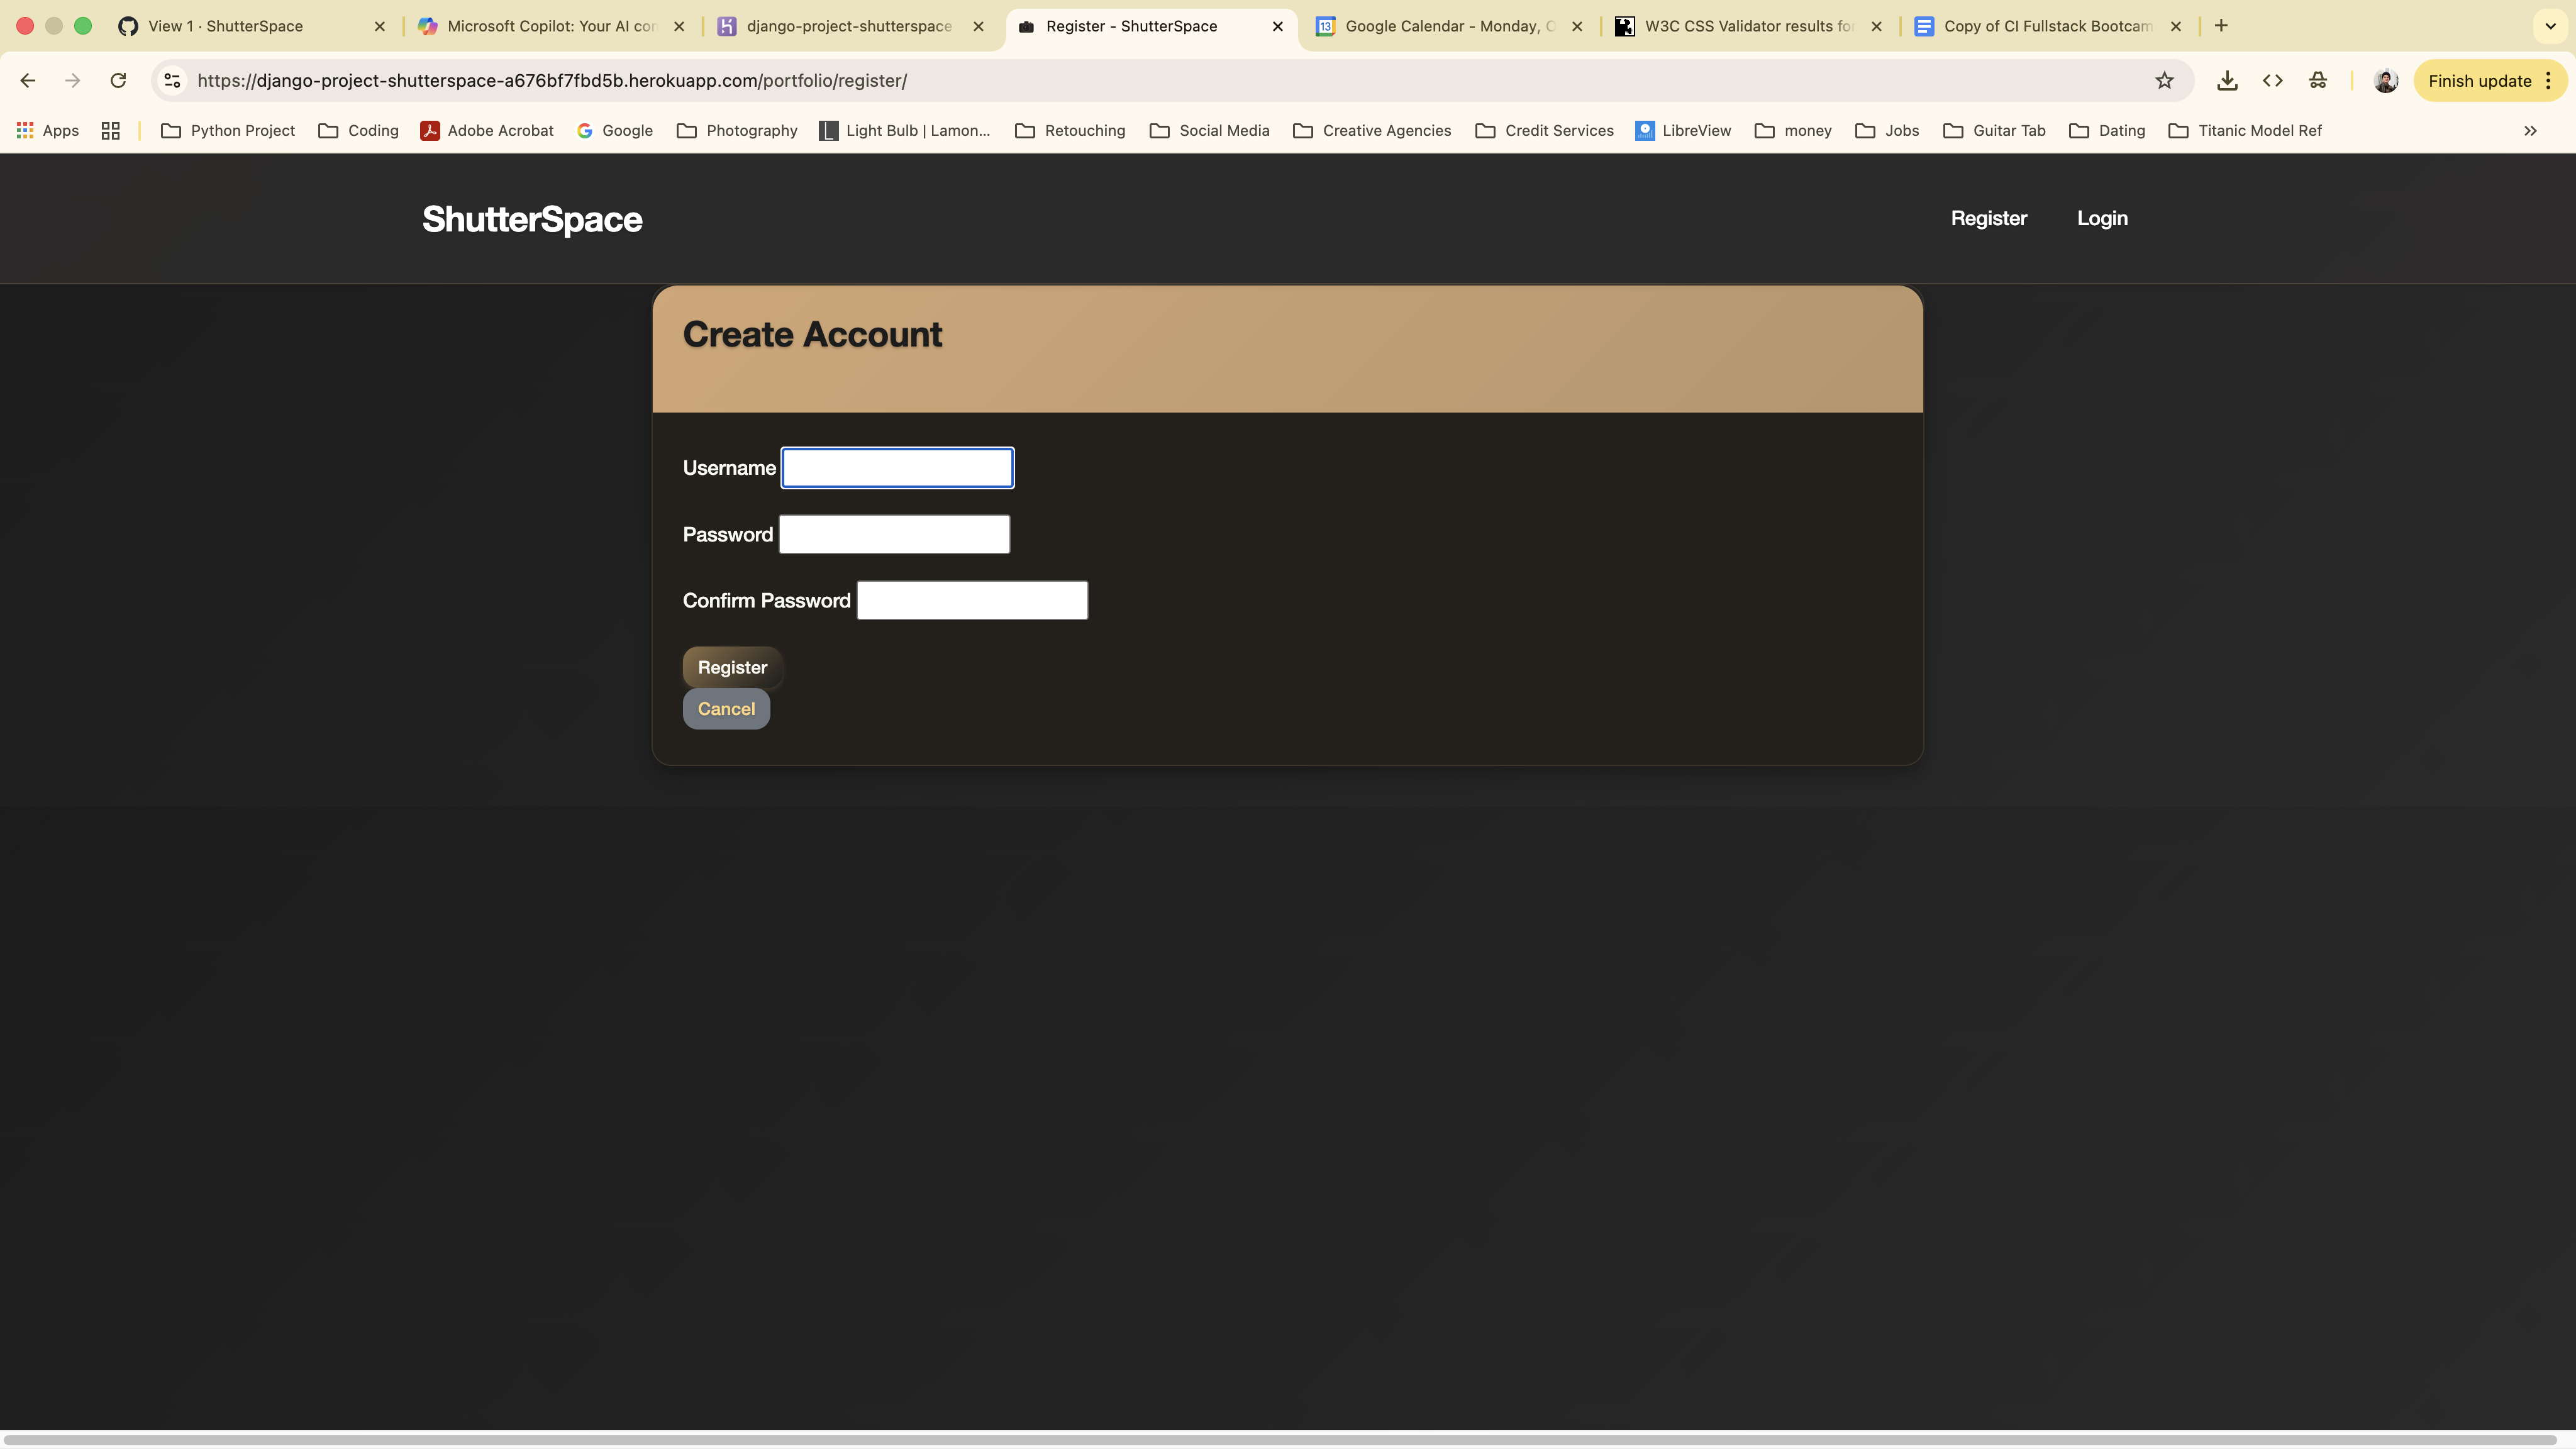 View 1 · ShutterSpace
Microsoft Copilot: Your AI con
django-project-shutterspace
Register - ShutterSpace
13
Google Calendar - Monday, O
W3C CSS Validator results for
Copy of CI Fullstack Bootcam
https://django-project-shutterspace-a676bf7fbd5b.herokuapp.com/portfolio/register/
Finish update
Apps
Python Project
Coding
Adobe Acrobat
Google
Photography
Light Bulb | Lamon...
Retouching
Social Media
Creative Agencies
Credit Services
LibreView
money
Jobs
Guitar Tab
Dating
Titanic Model Ref
ShutterSpace
Register
Login
Create Account
Username
Password
Confirm Password
Register
Cancel